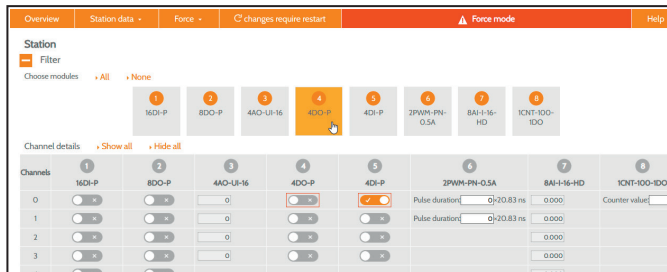 Overview Station data Force changes require restart Force mode Help
Station
Filter
Choose modules All None
1 2 3 4 5 6 7 8
16DI-P 8DO-P 4AO-UI-16 4DO-P 4DI-P 2PWM-PN-0.5A 8AI-I-16-HD 1CNT-100-1DO
Channel details Show all Hide all
Channels 1 2 3 4 5 6 7 8
16DI-P 8DO-P 4AO-UI-16 4DO-P 4DI-P 2PWM-PN-0.5A 8AI-I-16-HD 1CNT-100-1DO
0 0 Pulse duration: 0 ×20.83 ns 0.000 Counter value:
1 0 Pulse duration: 0 ×20.83 ns 0.000
2 0 0.000
3 0 0.000